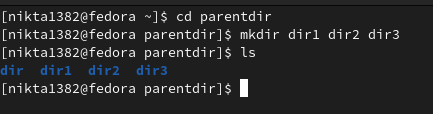 [nikta1382@fedora ~]$ cd parentdir
[nikta1382@fedora parentdir]$ mkdir dir1 dir2 dir3
[nikta1382@fedora parentdir]$ ls
dir  dir1  dir2  dir3
[nikta1382@fedora parentdir]$